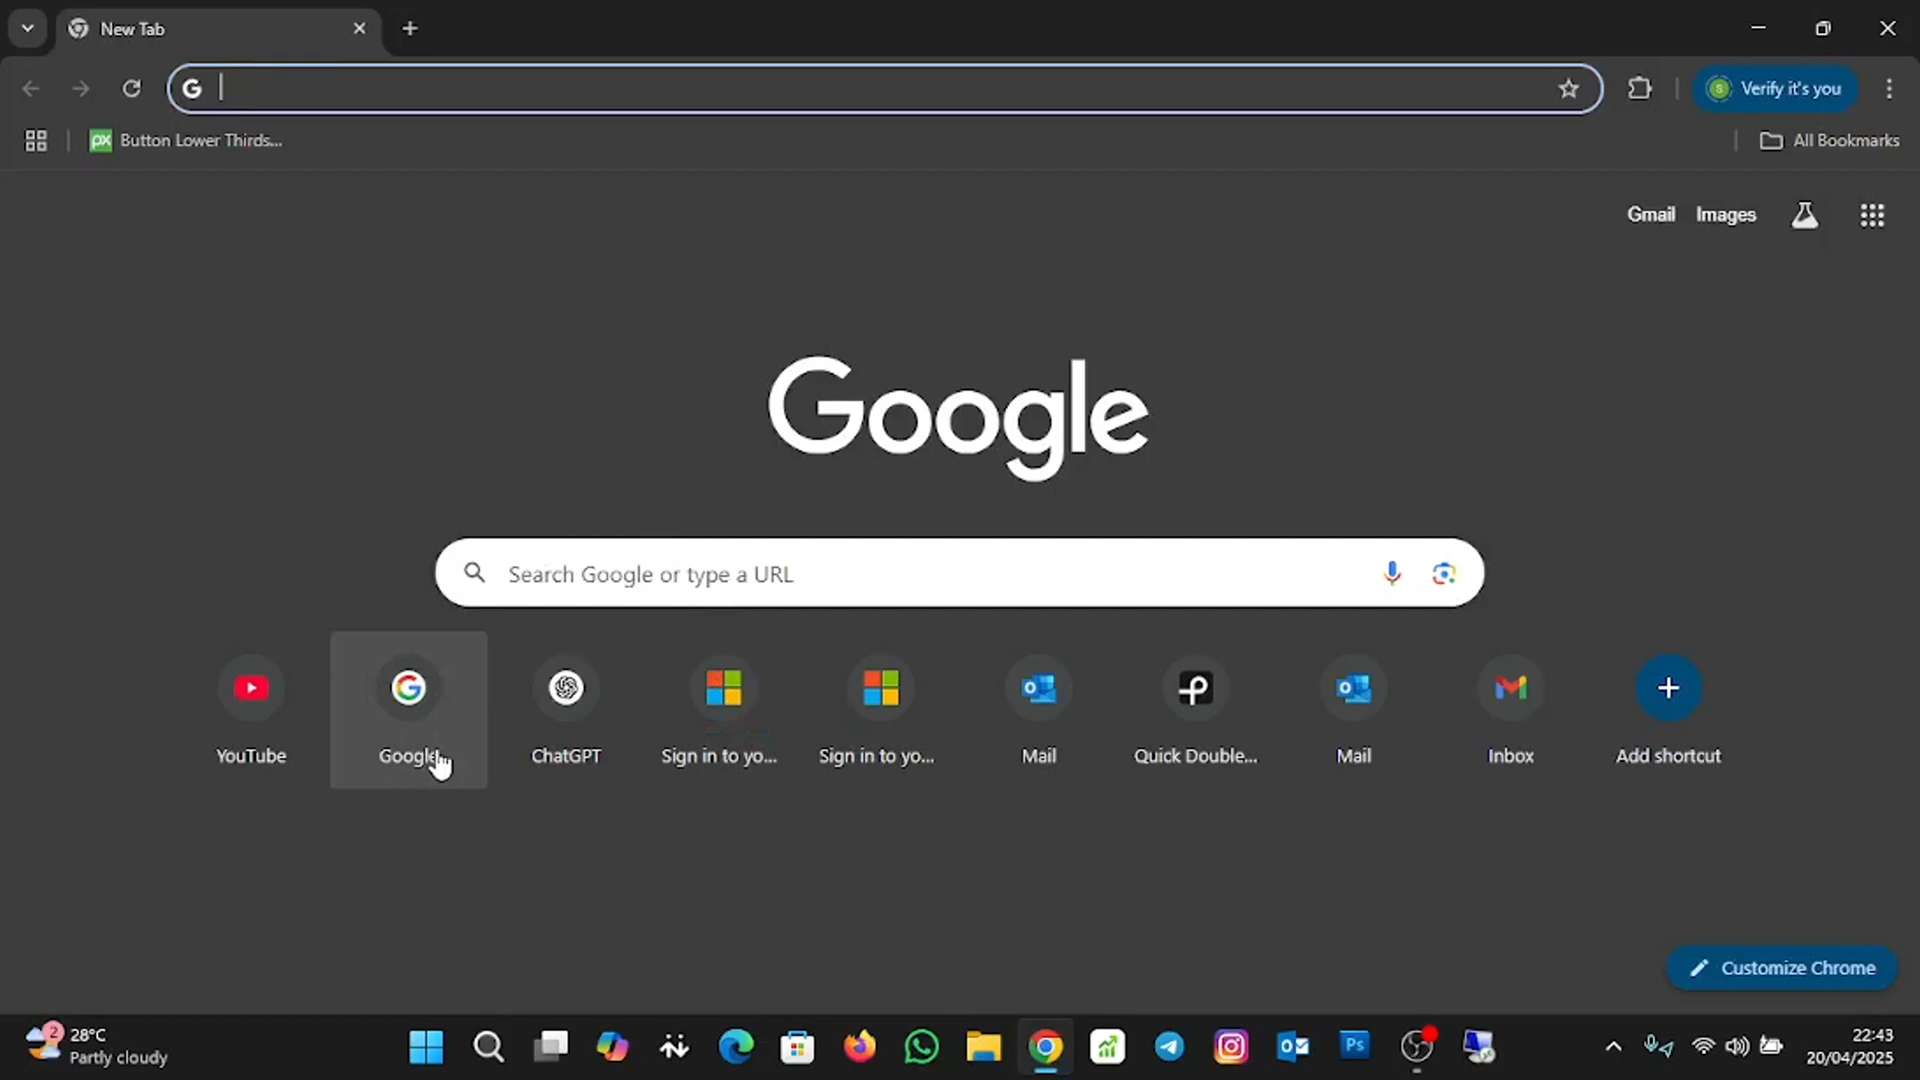 New Tab
Verify it's you
Button Lower Thirds...
All Bookmarks
Gmail Images
Google
Search Google or type a URL
YouTube
Google
ChatGPT
Sign in to yo...
Sign in to yo...
Mail
Quick Double...
Mail
Inbox
Add shortcut
Customize Chrome
2
28°C
Partly cloudy
22:43
20/04/2025